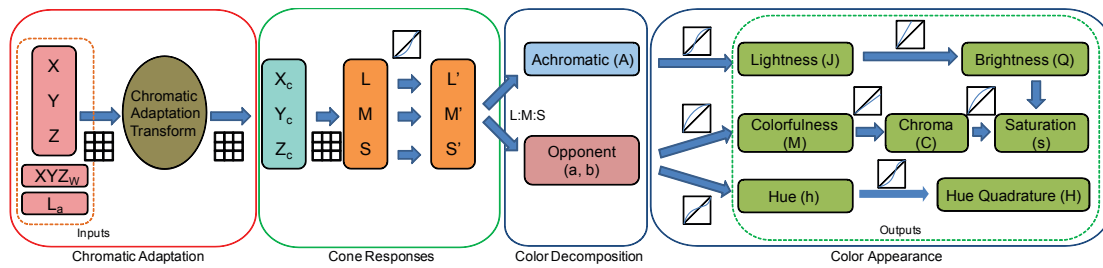 X
Y
Z
XYZW
La
Inputs
Chromatic Adaptation
Chromatic
Adaptation
Transform
Xc
Yc
Zc
L
M
S
L'
M'
S'
Cone Responses
Achromatic (A)
L:M:S
Opponent
(a, b)
Color Decomposition
Lightness (J)
Brightness (Q)
Colorfulness
(M)
Chroma
(C)
Saturation
(s)
Hue (h)
Hue Quadrature (H)
Outputs
Color Appearance